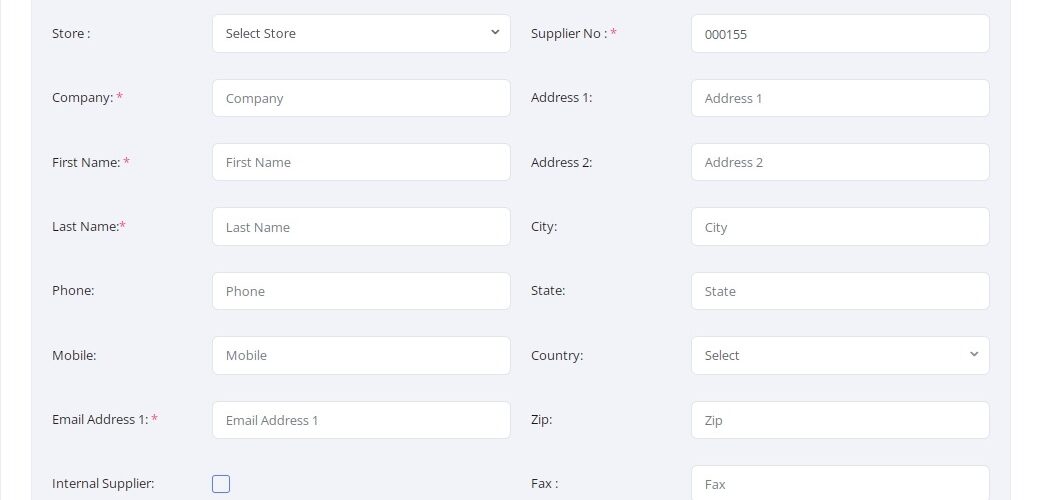 Store : Select Store Supplier No : * 000155
Company: * Company Address 1: Address 1
First Name: * First Name Address 2: Address 2
Last Name:* Last Name City: City
Phone: Phone State: State
Mobile: Mobile Country: Select
Email Address 1: * Email Address 1 Zip: Zip
Internal Supplier: Fax : Fax